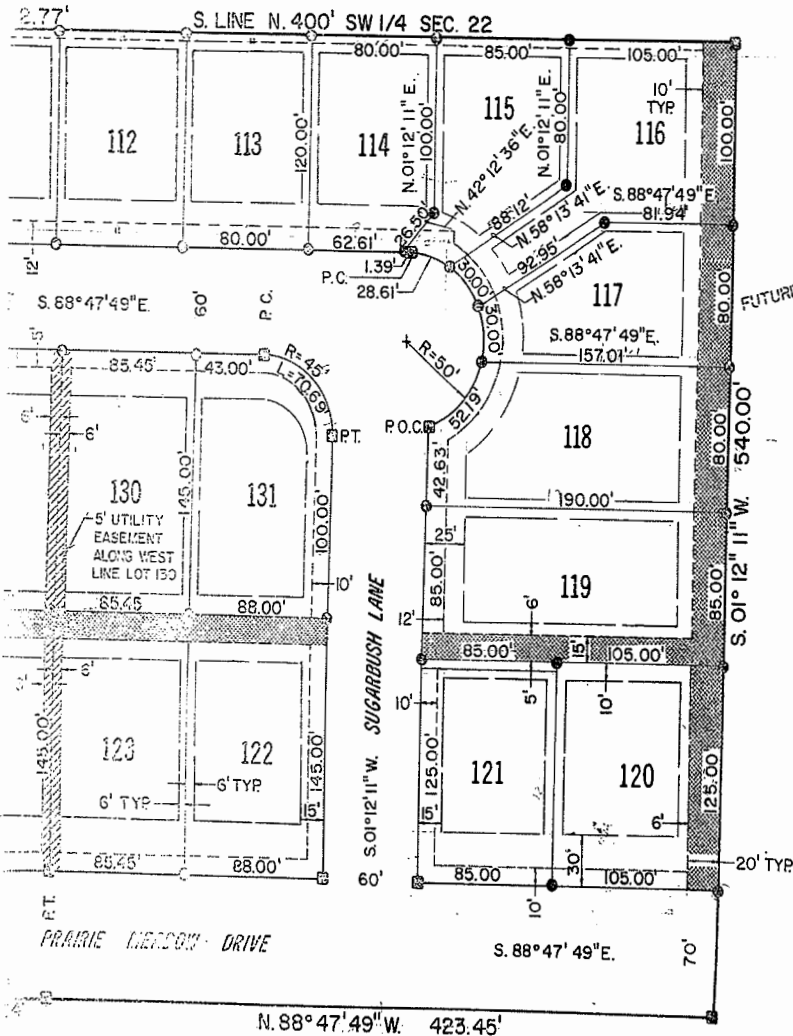 2.77'
S. LINE N. 400' SW 1/4 SEC. 22
80.00'
85.00'
105.00'
10'
TYP.
112
113
114
115
116
120.00'
N. 01° 12' 11" E.
100.00'
N. 42° 12' 36" E.
N. 01° 12' 11" E.
80.00'
100.00'
88.12'
N. 58° 13' 41" E.
S. 88° 47' 49" E.
81.94'
26.50'
92.95'
N. 58° 13' 41" E.
12'
80.00'
62.61'
1.39'
P.C.
28.61'
30.00'
30.00'
117
80.00'
FUTURE
S. 88° 47' 49" E.
60'
P.C.
5'
85.45'
43.00'
R= 45'
L=70.69'
R=50'
S. 88° 47' 49" E.
157.01'
6'
6'
P.T.
P.O.C.
52.19'
118
80.00'
540.00'
130
145.00'
131
100.00'
42.63'
190.00'
5' UTILITY
EASEMENT
ALONG WEST
LINE LOT 130
10'
25'
119
85.00'
S. 01° 12' 11" W.
85.45
88.00'
12'
85.00'
6'
15'
85.00'
105.00'
6'
10'
5'
10'
SUGARBUSH LANE
S. 01° 12' 11" W.
145.00'
123
122
145.00'
125.00'
121
120
125.00
6' TYP.
6' TYP.
15'
15'
6'
30'
20' TYP.
85.45'
88.00'
60'
85.00
105.00'
10'
P.T.
PRAIRIE MEADOW DRIVE
S. 88° 47' 49" E.
70'
N. 88° 47' 49" W. 423.45'